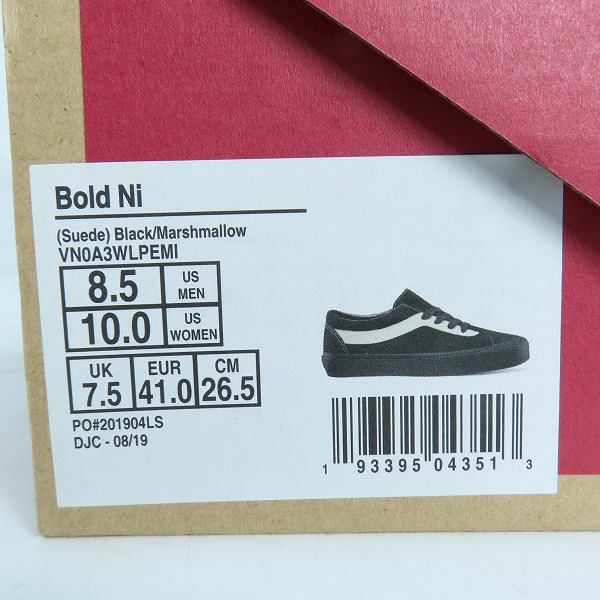 Bold Ni
(Suede) Black/Marshmallow
VN0A3WLPEMI
8.5 US MEN
10.0 US WOMEN
UK EUR CM
7.5 41.0 26.5
PO#201904LS
DJC - 08/19
1 93395 04351 3